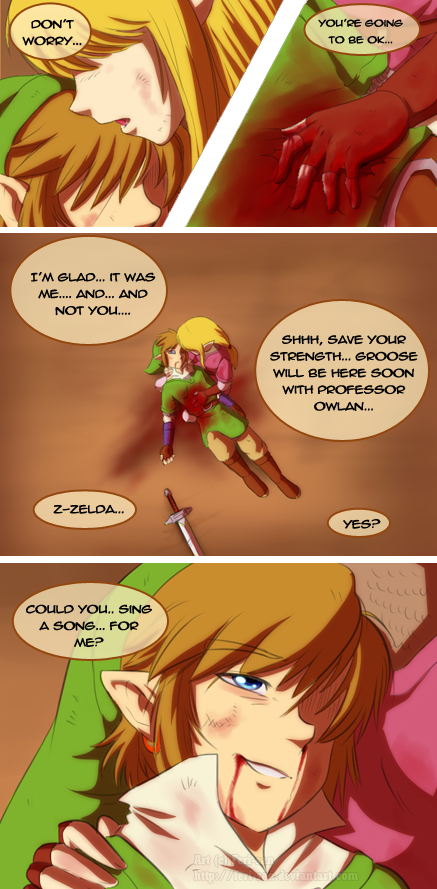 DON'T
WORRY...
YOU'RE GOING
TO BE OK...
I'M GLAD... IT WAS
ME.... AND... AND
NOT YOU....
SHHH, SAVE YOUR
STRENGTH... GROOSE
WILL BE HERE SOON
WITH PROFESSOR
OWLAN...
Z-ZELDA...
YES?
COULD YOU.. SING
A SONG... FOR
ME?